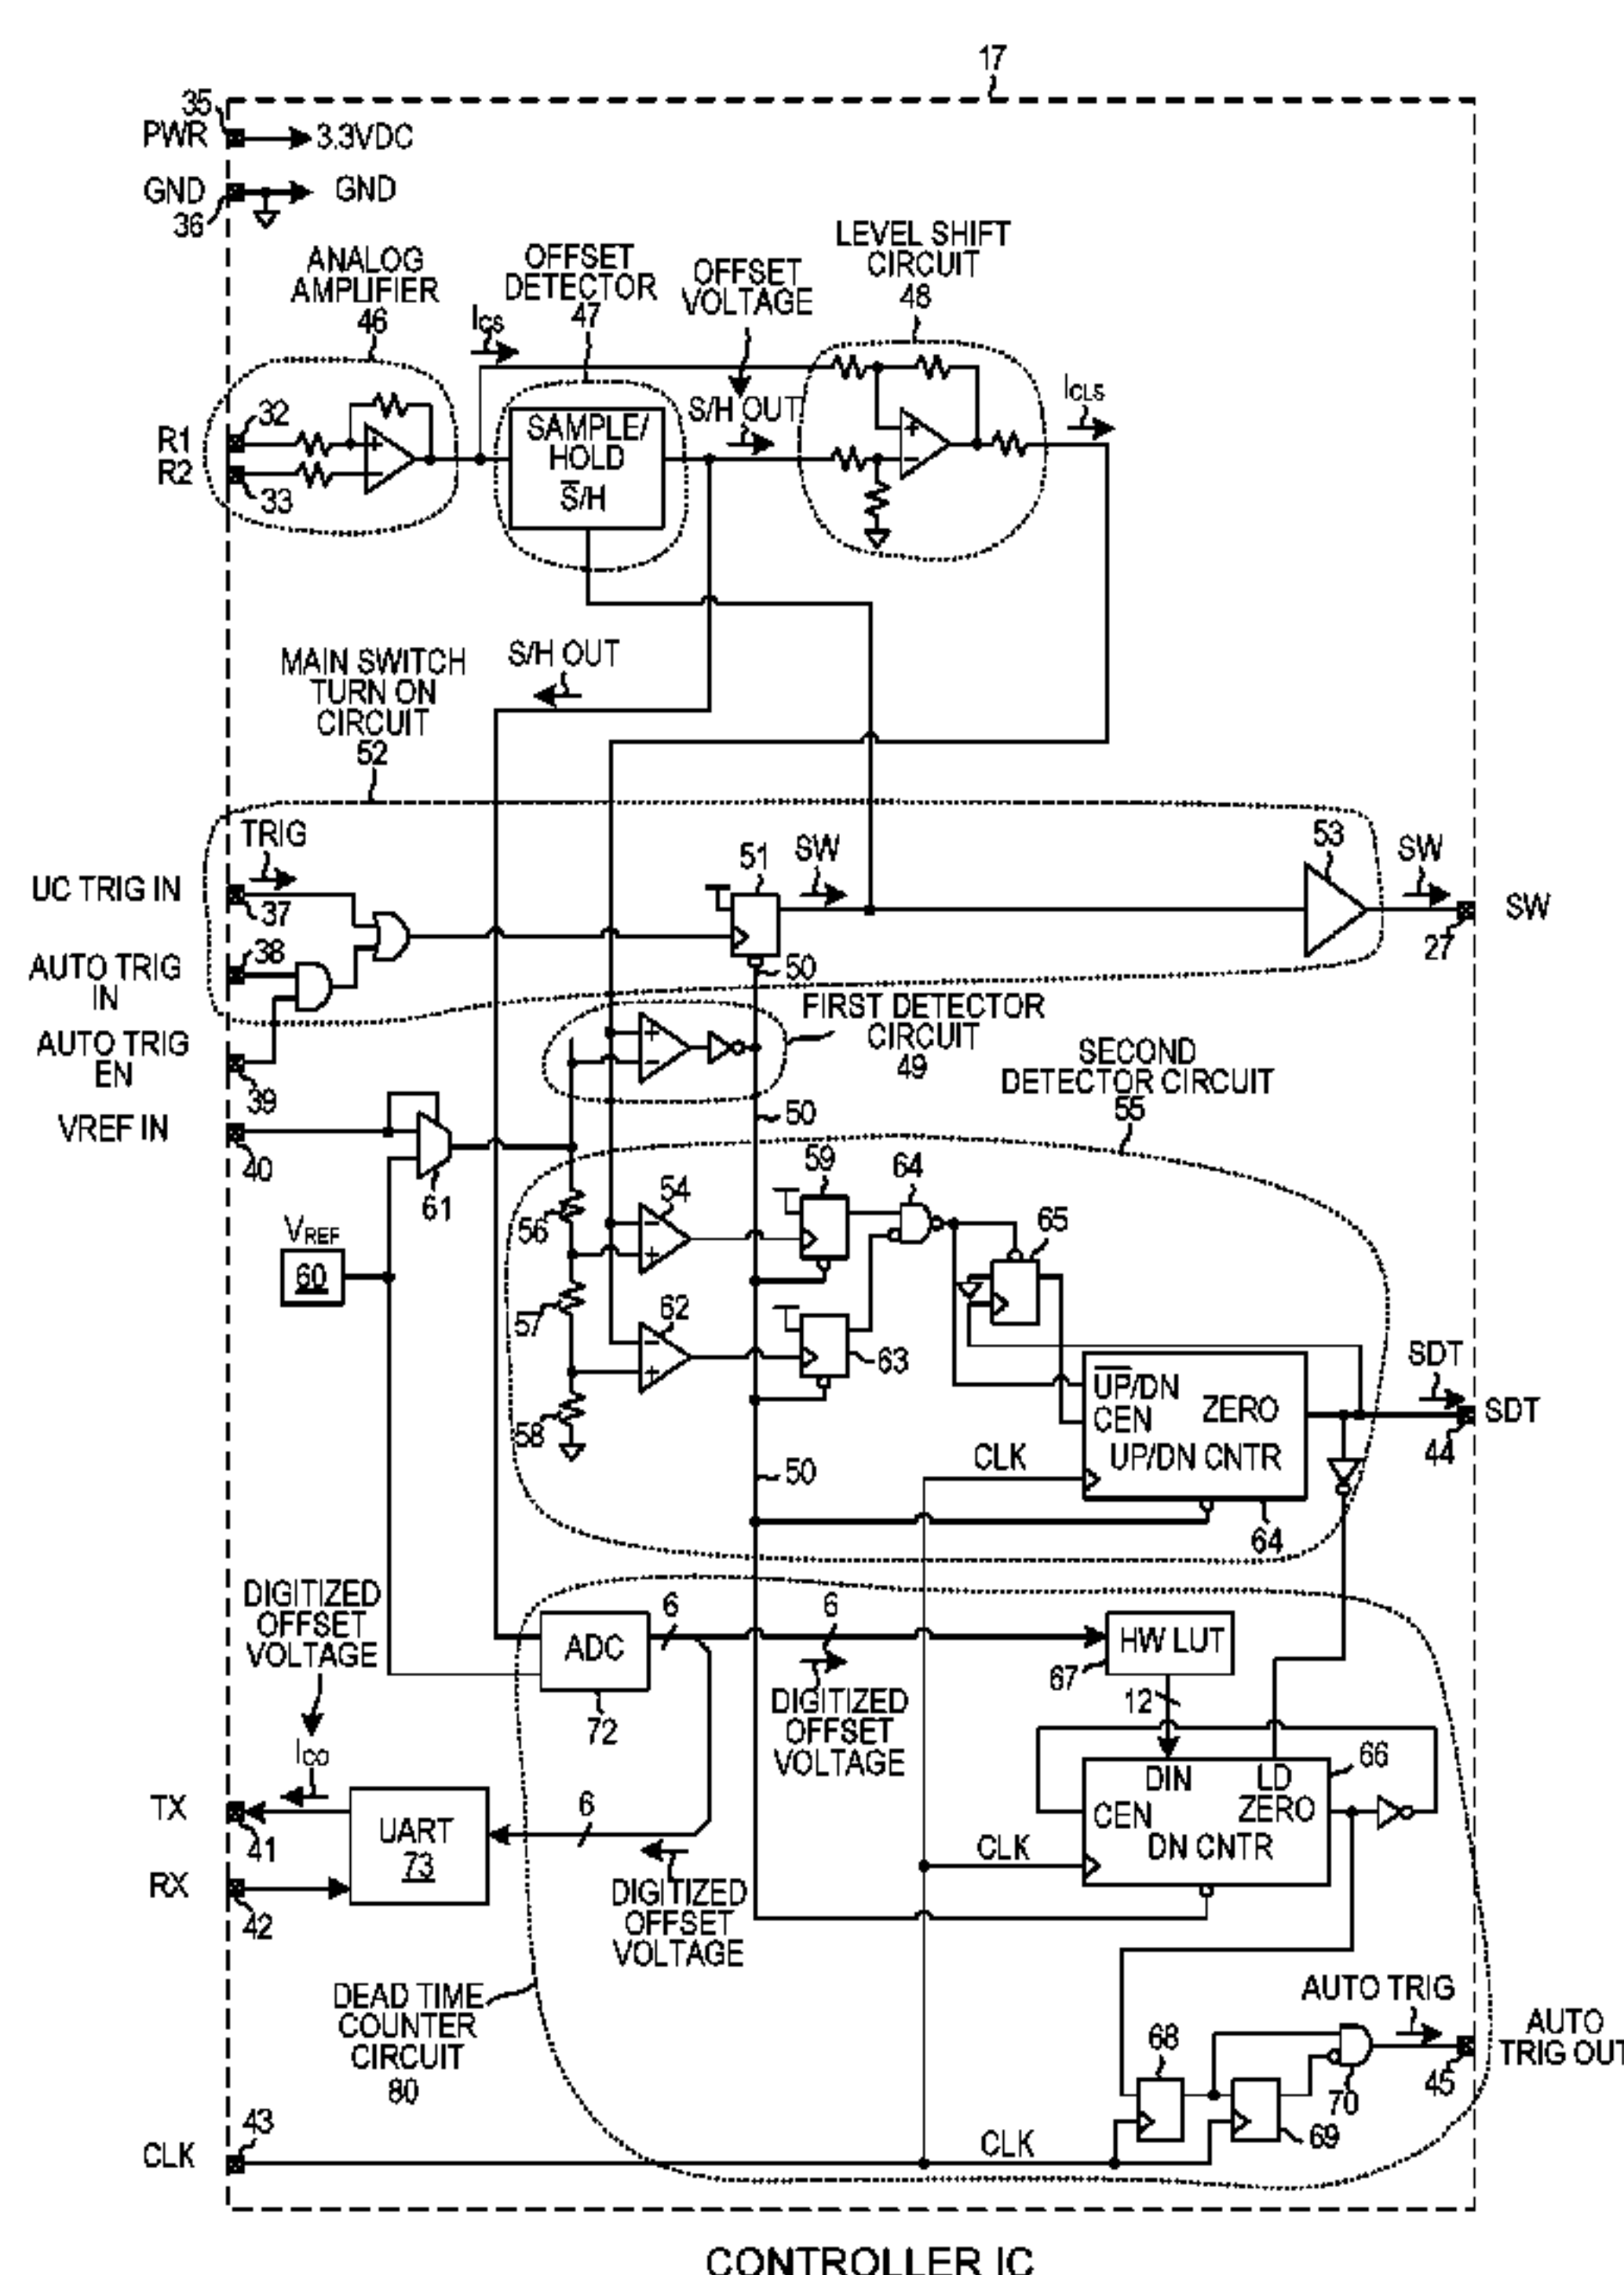 17
35
PWR
3.3VDC
GND
GND
36
ANALOG
AMPLIFIER
46
OFFSET
DETECTOR
47
OFFSET
VOLTAGE
LEVEL SHIFT
CIRCUIT
48
ICS
S/H OUT
ICLS
R1
32
R2
33
+
−
SAMPLE/
HOLD
S̅/H
+
−
MAIN SWITCH
TURN ON
CIRCUIT
52
S/H OUT
TRIG
UC TRIG IN
37
38
AUTO TRIG
IN
AUTO TRIG
EN
39
51
SW
53
SW
SW
27
50
FIRST DETECTOR
CIRCUIT
49
+
−
SECOND
DETECTOR CIRCUIT
55
50
VREF IN
40
61
VREF
60
56
57
58
54
−
+
62
−
+
59
63
64
65
U̅P̅/DN
CEN
ZERO
UP/DN CNTR
CLK
64
SDT
SDT
44
50
DIGITIZED
OFFSET
VOLTAGE
ICO
ADC
72
6
6
DIGITIZED
OFFSET
VOLTAGE
HW LUT
67
12
DIN
LD
CEN
ZERO
DN CNTR
66
CLK
TX
41
RX
42
UART
73
6
DIGITIZED
OFFSET
VOLTAGE
DEAD TIME
COUNTER
CIRCUIT
80
AUTO TRIG
AUTO
TRIG OUT
45
68
69
70
CLK
43
CLK
CONTROLLER IC